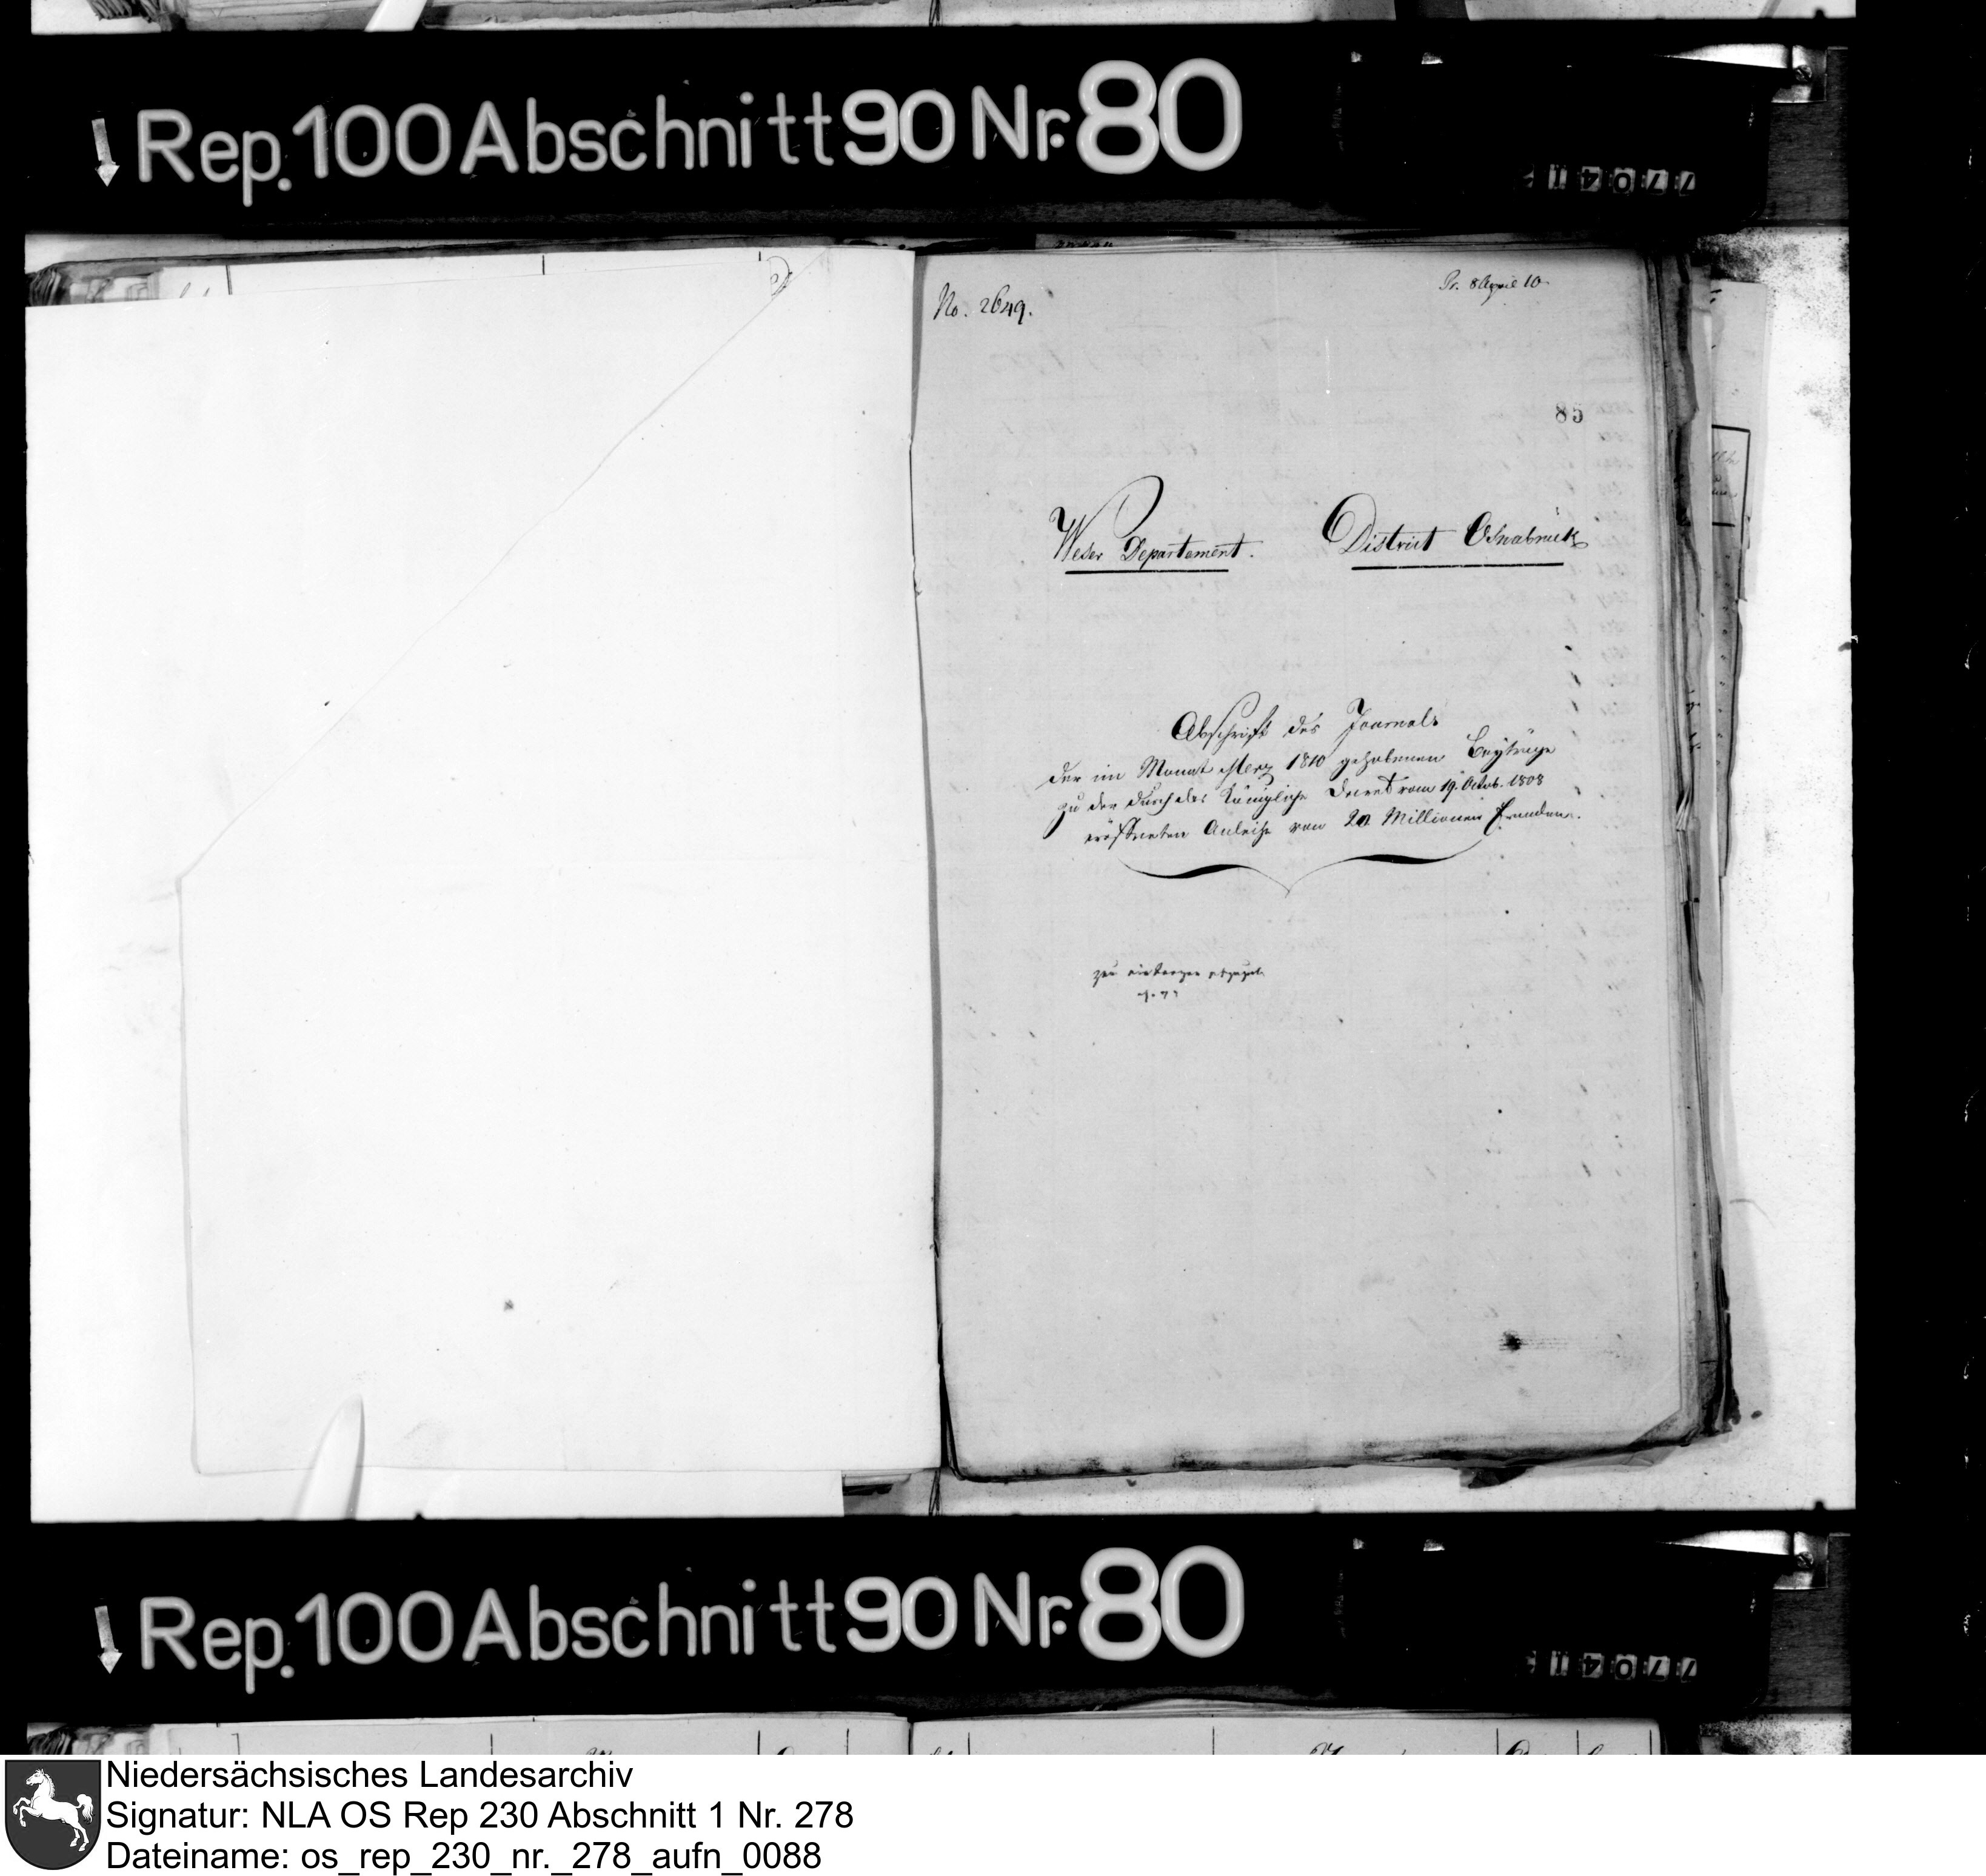 Rep. 100 Abschnitt 90 Nr. 80
No. 2649.
Pr. 8 April 10
85
Weser Departement.
District Osnabrück
Abschrift des Journals
der im Monat Merz 1810 gehobenen Beyträge
zu der durch das Königliche Decret vom 19. Octob. 1808
eröffneten Anleihe von 20 Millionen Franken.
Rep. 100 Abschnitt 90 Nr. 80
Niedersächsisches Landesarchiv
Signatur: NLA OS Rep 230 Abschnitt 1 Nr. 278
Dateiname: os_rep_230_nr._278_aufn_0088